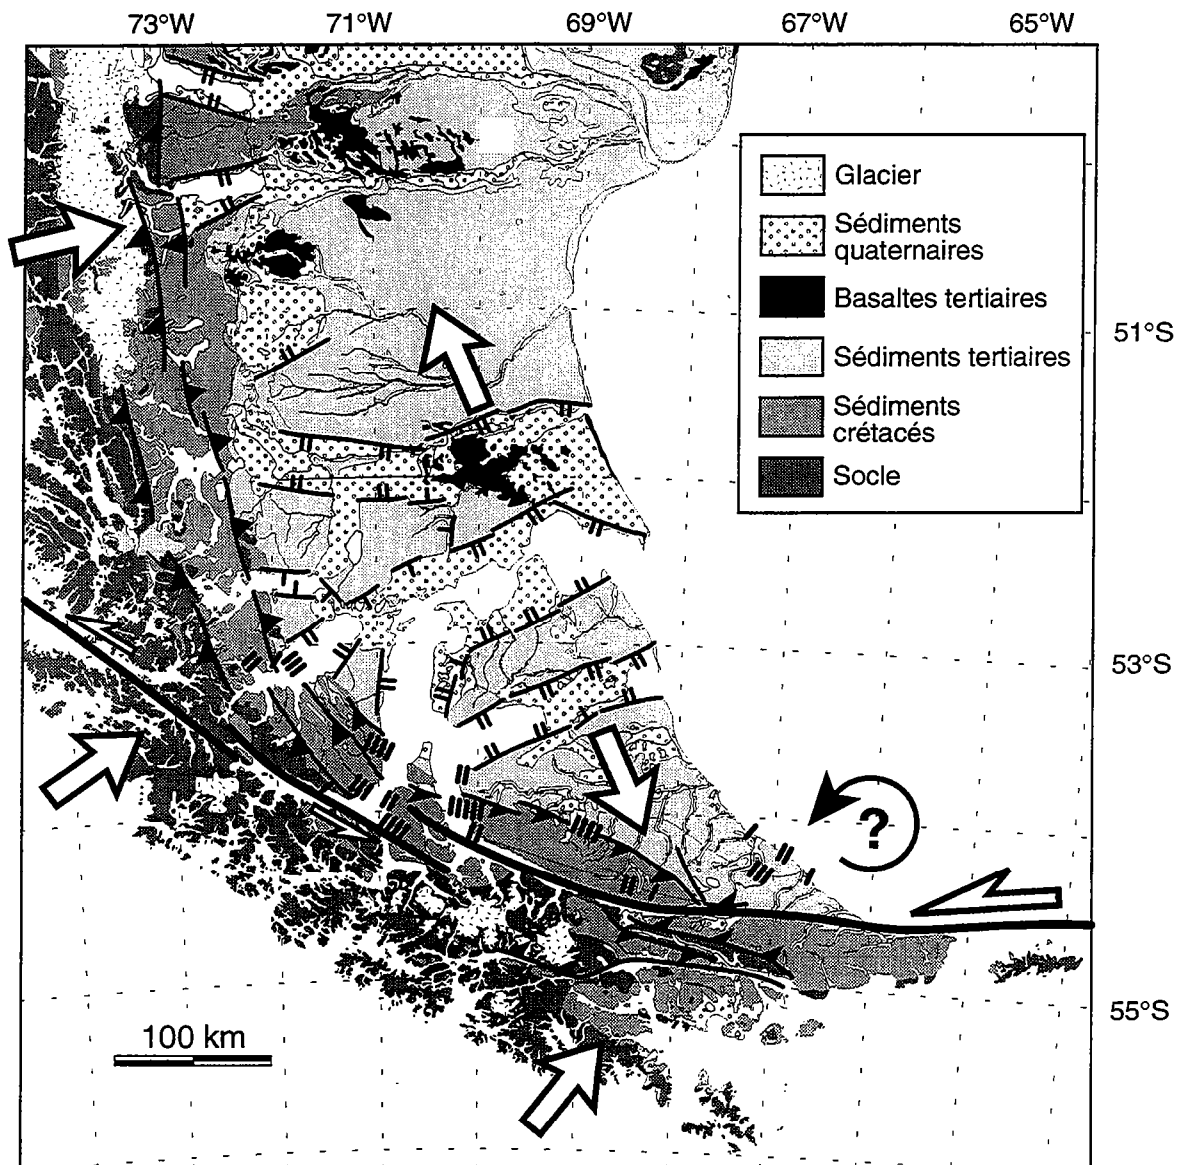 73°W 71°W 69°W 67°W 65°W
Glacier
Sédiments
quaternaires
Basaltes tertiaires
Sédiments tertiaires
Sédiments
crétacés
Socle
51°S
53°S
?
55°S
100 km